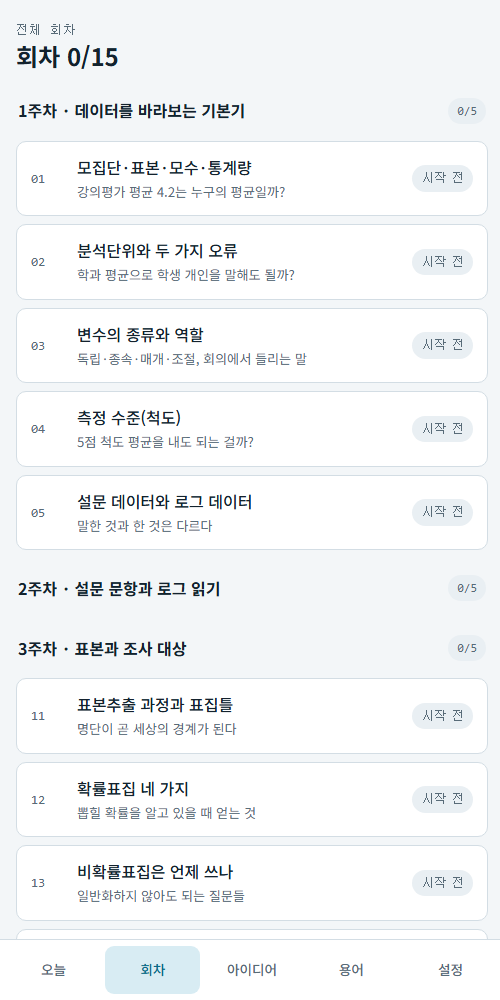 전체 회차
회차 0/15
1주차 · 데이터를 바라보는 기본기 0/5
01 모집단·표본·모수·통계량 시작 전
강의평가 평균 4.2는 누구의 평균일까?
02 분석단위와 두 가지 오류 시작 전
학과 평균으로 학생 개인을 말해도 될까?
03 변수의 종류와 역할 시작 전
독립·종속·매개·조절, 회의에서 들리는 말
04 측정 수준(척도) 시작 전
5점 척도 평균을 내도 되는 걸까?
05 설문 데이터와 로그 데이터 시작 전
말한 것과 한 것은 다르다
2주차 · 설문 문항과 로그 읽기 0/5
3주차 · 표본과 조사 대상 0/5
11 표본추출 과정과 표집틀 시작 전
명단이 곧 세상의 경계가 된다
12 확률표집 네 가지 시작 전
뽑힐 확률을 알고 있을 때 얻는 것
13 비확률표집은 언제 쓰나 시작 전
일반화하지 않아도 되는 질문들
오늘 회차 아이디어 용어 설정